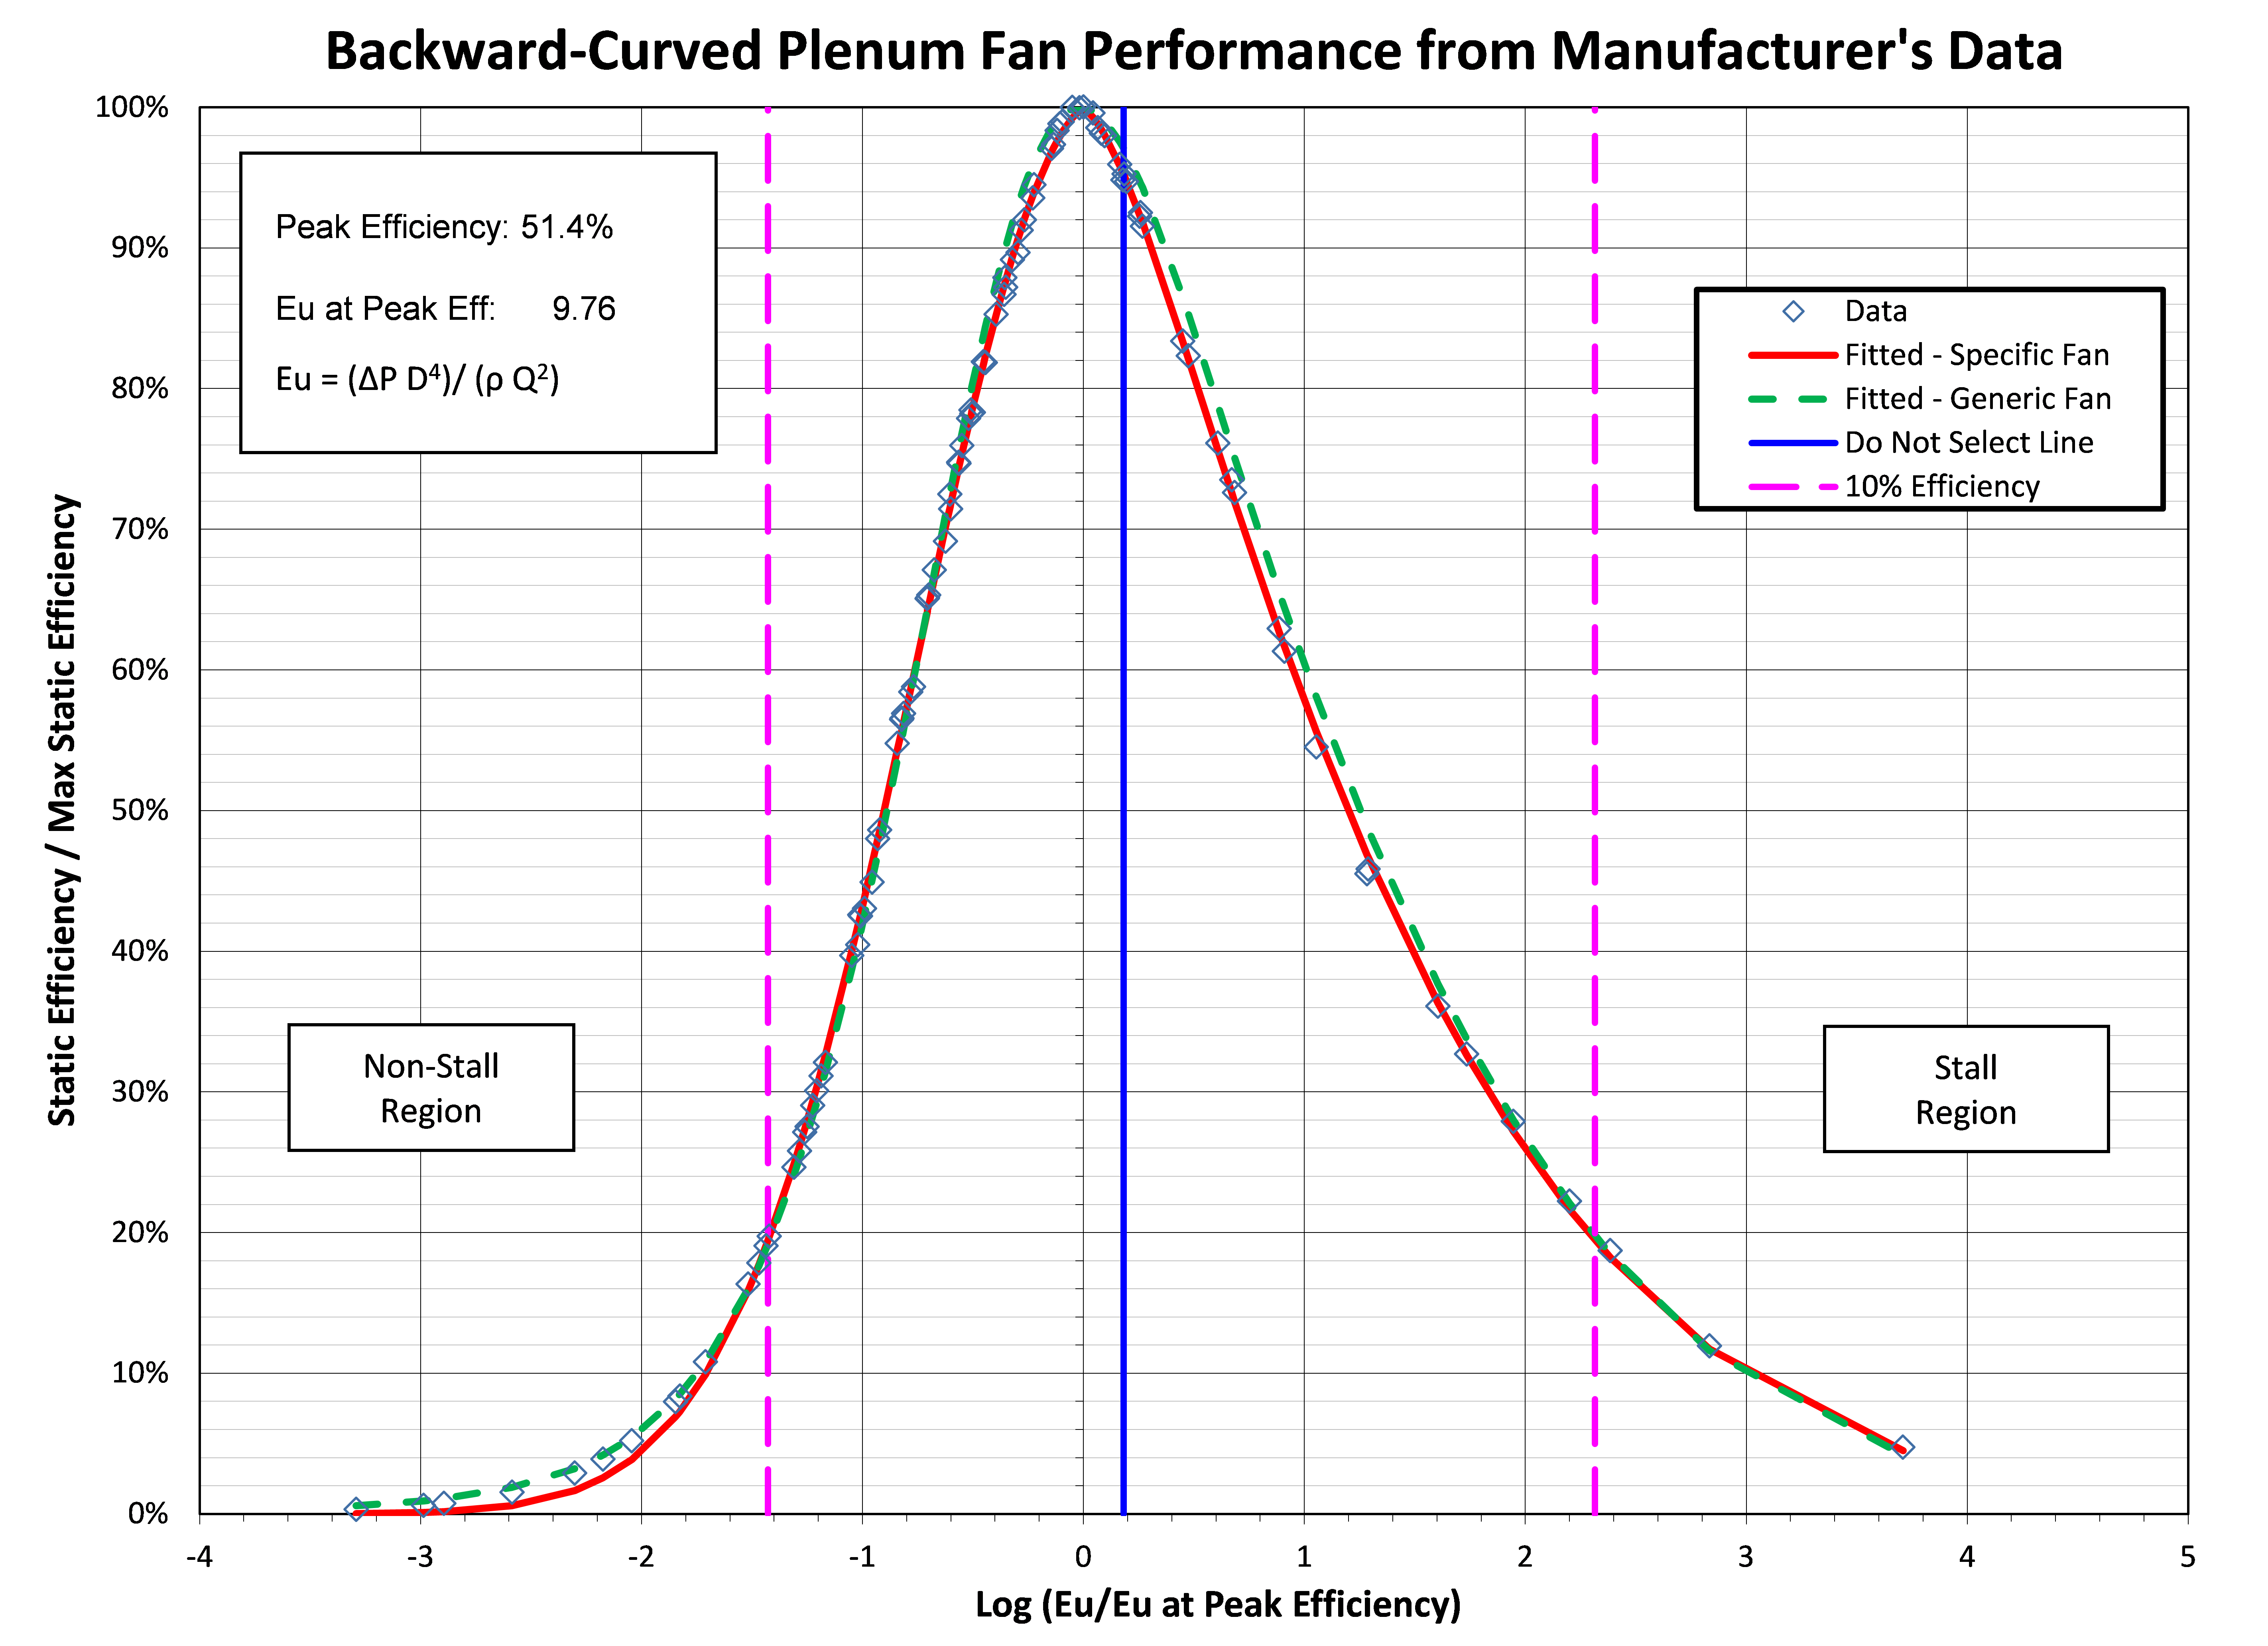 Backward-Curved Plenum Fan Performance from Manufacturer's Data
100%
90%
80%
70%
60%
50%
40%
30%
20%
10%
0%
Static Efficiency / Max Static Efficiency
Peak Efficiency: 51.4%
Eu at Peak Eff: 9.76
Eu = (ΔP D⁴)/ (ρ Q²)
Data
Fitted - Specific Fan
Fitted - Generic Fan
Do Not Select Line
10% Efficiency
Non-Stall
Region
Stall
Region
-4 -3 -2 -1 0 1 2 3 4 5
Log (Eu/Eu at Peak Efficiency)